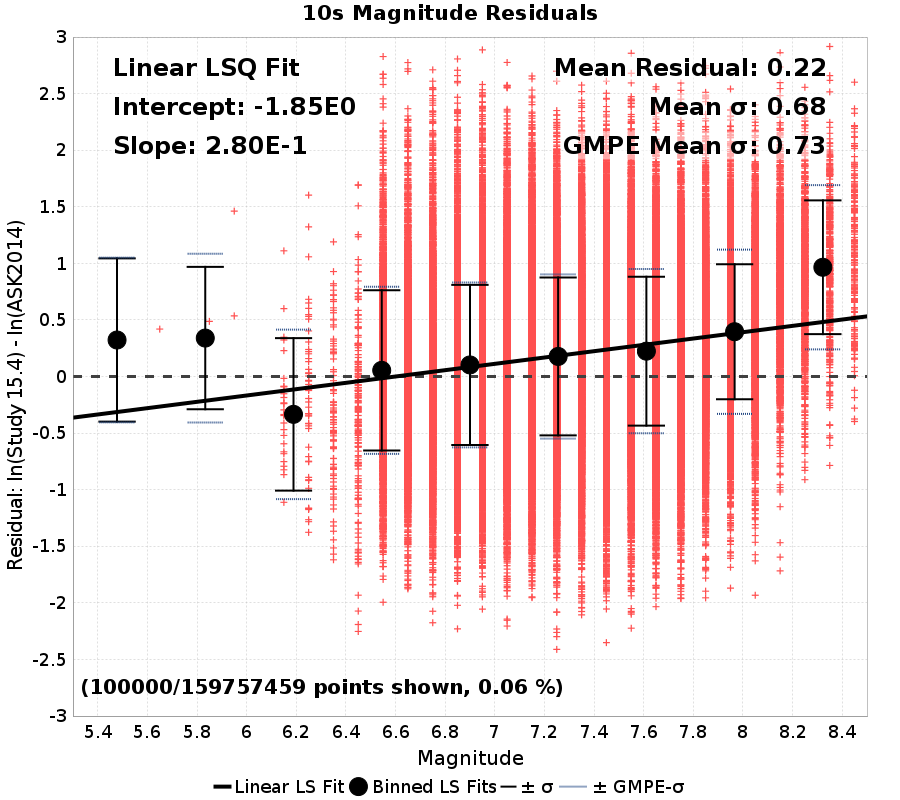 10s Magnitude Residuals
Linear LSQ Fit
Intercept: -1.85E0
Slope: 2.80E-1
Mean Residual: 0.22
Mean σ: 0.68
GMPE Mean σ: 0.73
Residual: ln(Study 15.4) - ln(ASK2014)
3
2.5
2
1.5
1
0.5
0
-0.5
-1
-1.5
-2
-2.5
-3
(100000/159757459 points shown, 0.06 %)
5.4 5.6 5.8 6 6.2 6.4 6.6 6.8 7 7.2 7.4 7.6 7.8 8 8.2 8.4
Magnitude
Linear LS Fit Binned LS Fits ± σ ± GMPE-σ